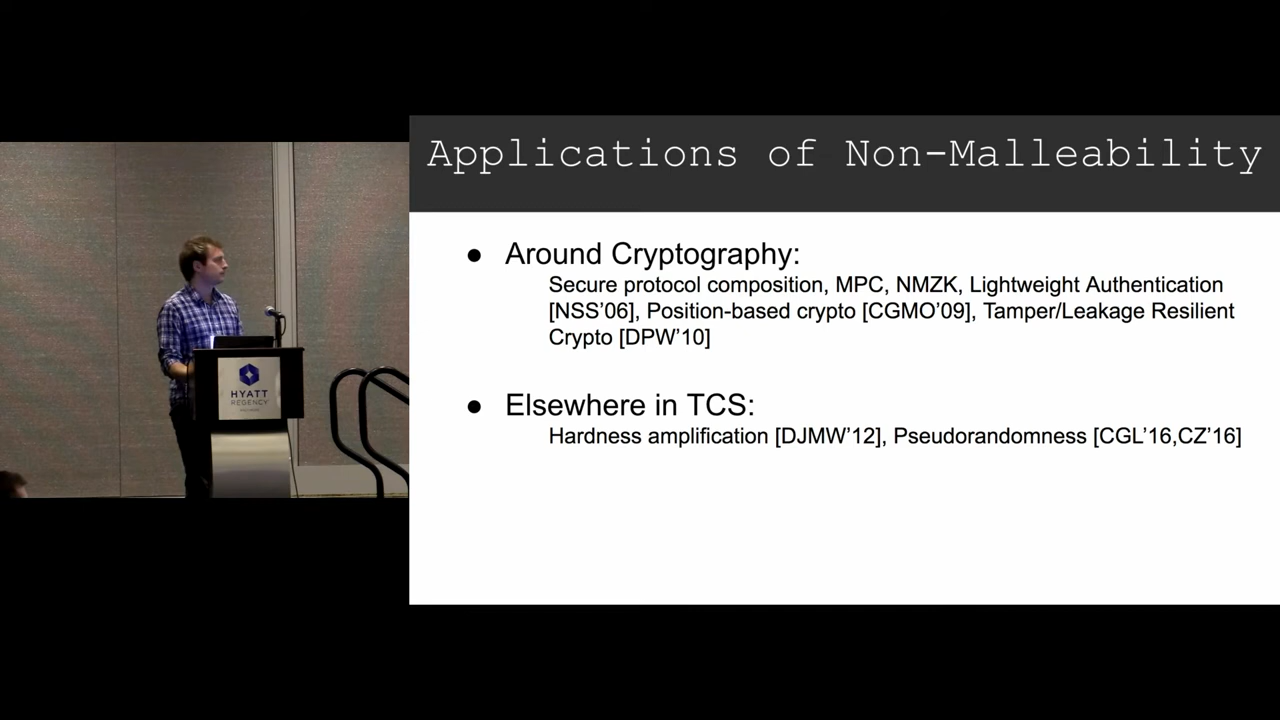 Applications of Non-Malleability
● Around Cryptography:
Secure protocol composition, MPC, NMZK, Lightweight Authentication
[NSS’06], Position-based crypto [CGMO’09], Tamper/Leakage Resilient
Crypto [DPW’10]
● Elsewhere in TCS:
Hardness amplification [DJMW’12], Pseudorandomness [CGL’16,CZ’16]
HYATT
REGENCY